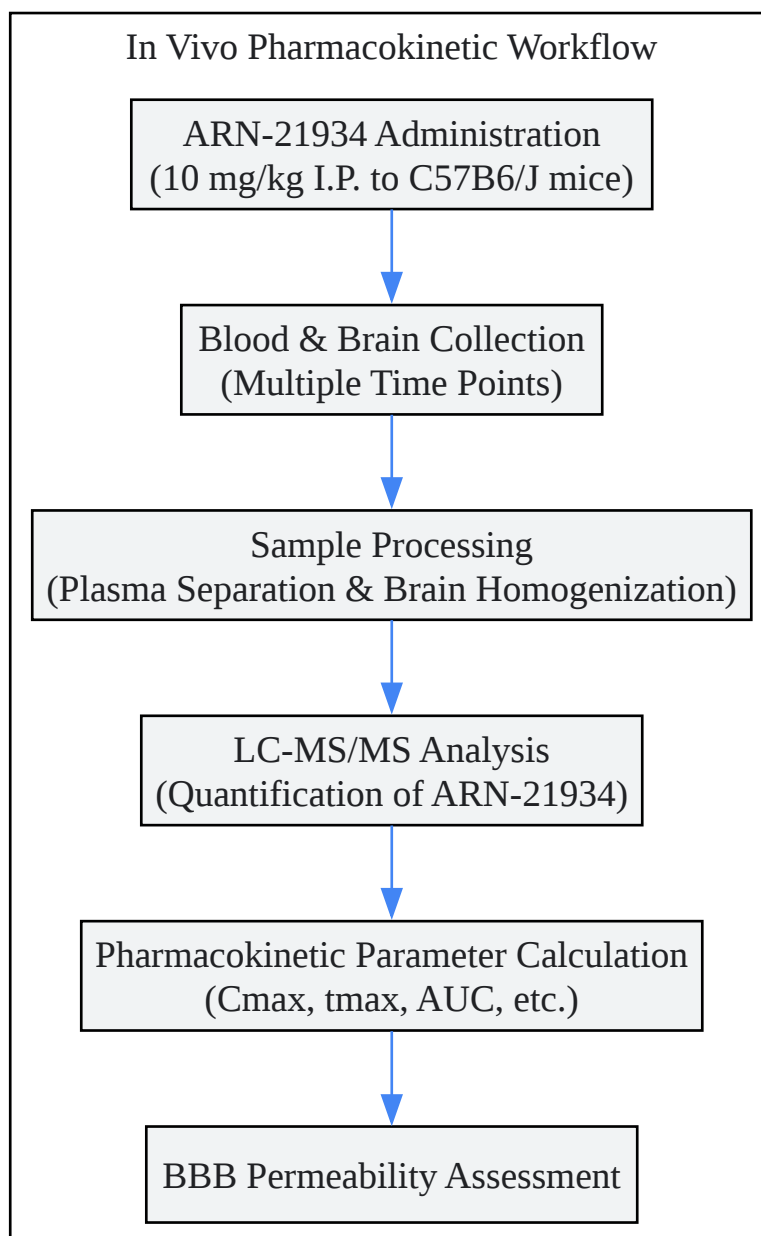 In Vivo Pharmacokinetic Workflow
ARN-21934 Administration
(10 mg/kg I.P. to C57B6/J mice)
Blood & Brain Collection
(Multiple Time Points)
Sample Processing
(Plasma Separation & Brain Homogenization)
LC-MS/MS Analysis
(Quantification of ARN-21934)
Pharmacokinetic Parameter Calculation
(Cmax, tmax, AUC, etc.)
BBB Permeability Assessment